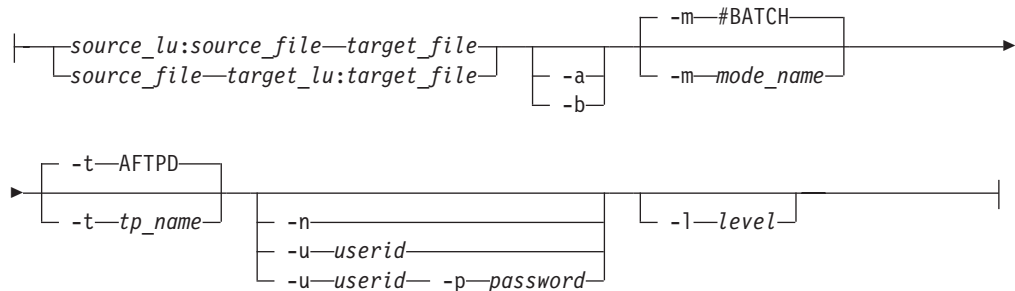 -m #BATCH
source_lu:source_file target_file
source_file target_lu:target_file
-a
-b
-m mode_name
-t AFTPD
-t tp_name
-n
-u userid
-u userid -p password
-l level